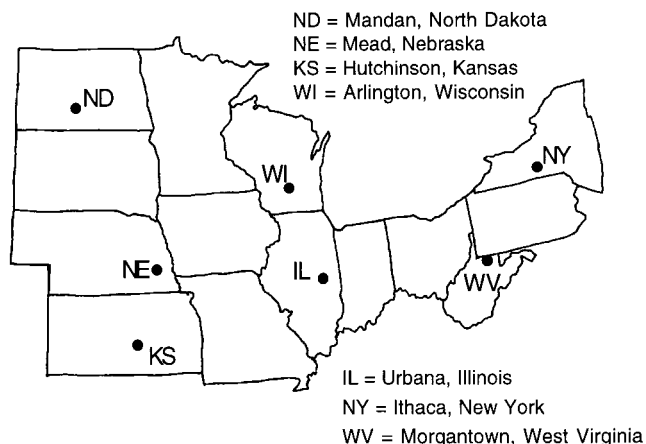 ND = Mandan, North Dakota
NE = Mead, Nebraska
KS = Hutchinson, Kansas
WI = Arlington, Wisconsin
ND
WI
NY
NE
IL
WV
KS
IL = Urbana, Illinois
NY = Ithaca, New York
WV = Morgantown, West Virginia